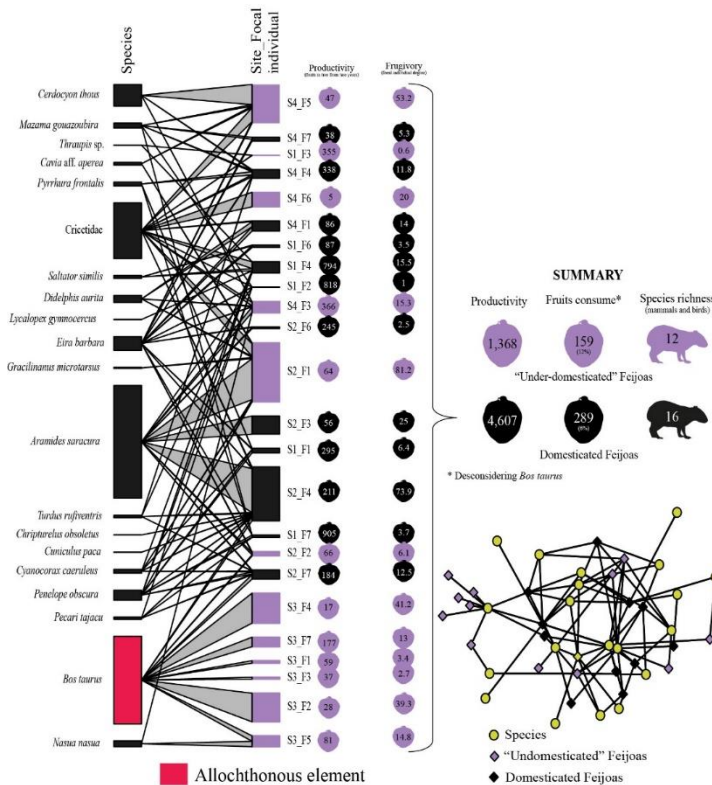 Species
Site_Focal
individual
Productivity
Frugivory
Cerdocyon thous
Mazama gouazoubira
Thraupis sp.
Cavia aff. aperea
Pyrrhura frontalis
Cricetidae
Saltator similis
Didelphis aurita
Lycalopex gymnocercus
Eira barbara
Gracilinanus microtarsus
Aramides saracura
Turdus rufiventris
Chripturelus obsoletus
Cuniculus paca
Cyanocorax caeruleus
Penelope obscura
Pecari tajacu
Bos taurus
Nasua nasua
S4_F5 47 53.2
S4_F7 38 5.3
S1_F3 355 0.6
S4_F4 338 11.8
S4_F6 5 20
S4_F1 86 14
S1_F6 87 3.5
S1_F4 794 15.5
S1_F2 818 1
S4_F3 366 15.3
S2_F6 245 2.5
S2_F1 64 81.2
S2_F3 56 25
S1_F1 295 6.4
S2_F4 211 73.9
S1_F7 905 3.7
S2_F2 66 6.1
S2_F7 184 12.5
S3_F4 17 41.2
S3_F7 177 13
S3_F1 59 3.4
S3_F3 37 2.7
S3_F2 28 39.3
S3_F5 81 14.8
Allochthonous element
SUMMARY
Productivity Fruits consume* Species richness
(mammals and birds)
1,368 159 12
(12%)
"Under-domesticated" Feijoas
4,607 289 16
(6%)
Domesticated Feijoas
* Desconsidering Bos taurus
Species
"Undomesticated" Feijoas
Domesticated Feijoas